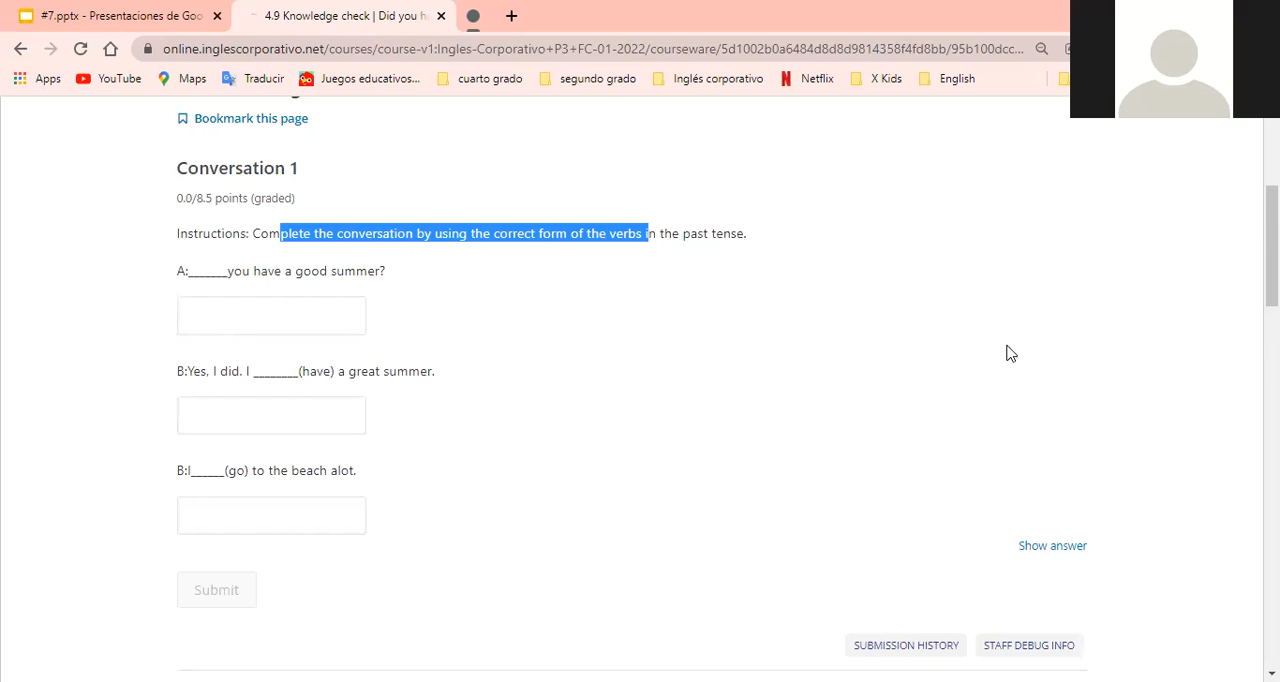 #7.pptx - Presentaciones de Goo
4.9 Knowledge check | Did you h
online.inglescorporativo.net/courses/course-v1:Ingles-Corporativo+P3+FC-01-2022/courseware/5d1002b0a6484d8d8d9814358f4fd8bb/95b100dcc...
Apps YouTube Maps Traducir Juegos educativos... cuarto grado segundo grado Inglés corporativo Netflix X Kids English
Bookmark this page
Conversation 1
0.0/8.5 points (graded)
Instructions: Complete the conversation by using the correct form of the verbs in the past tense.
A:_______you have a good summer?
B:Yes, I did. I ________(have) a great summer.
B:I______(go) to the beach alot.
Show answer
Submit
SUBMISSION HISTORY STAFF DEBUG INFO